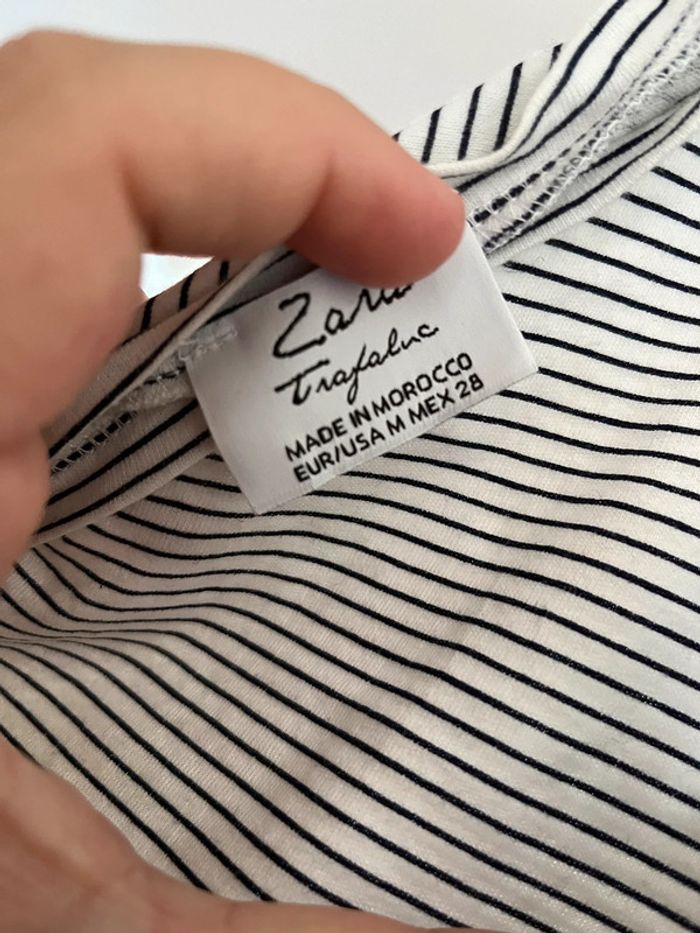 Zara
Trafaluc
MADE IN MOROCCO
EUR/USA M MEX 28